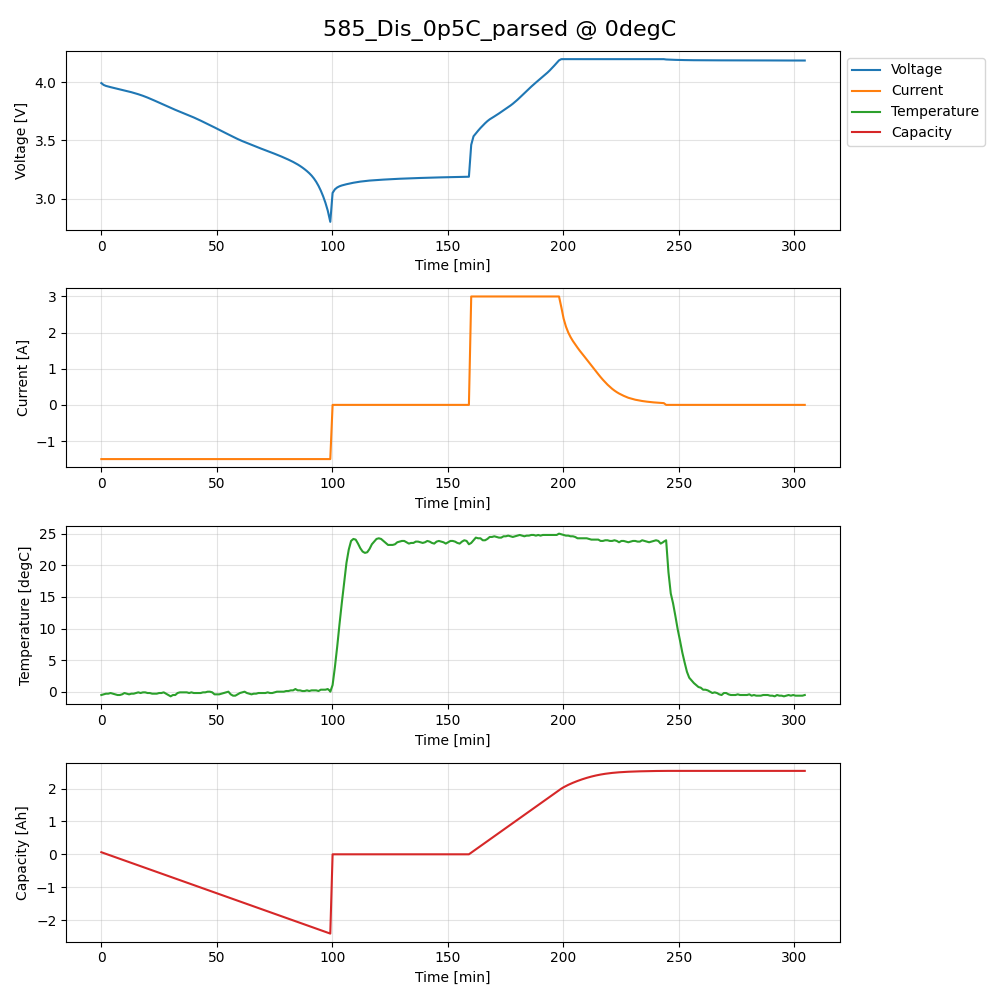 585_Dis_0p5C_parsed @ 0degC
Voltage [V]
4.0
3.5
3.0
0 50 100 150 200 250 300
Time [min]
Voltage
Current
Temperature
Capacity
Current [A]
3
2
1
0
−1
0 50 100 150 200 250 300
Time [min]
Temperature [degC]
25
20
15
10
5
0
0 50 100 150 200 250 300
Time [min]
Capacity [Ah]
2
1
0
−1
−2
0 50 100 150 200 250 300
Time [min]